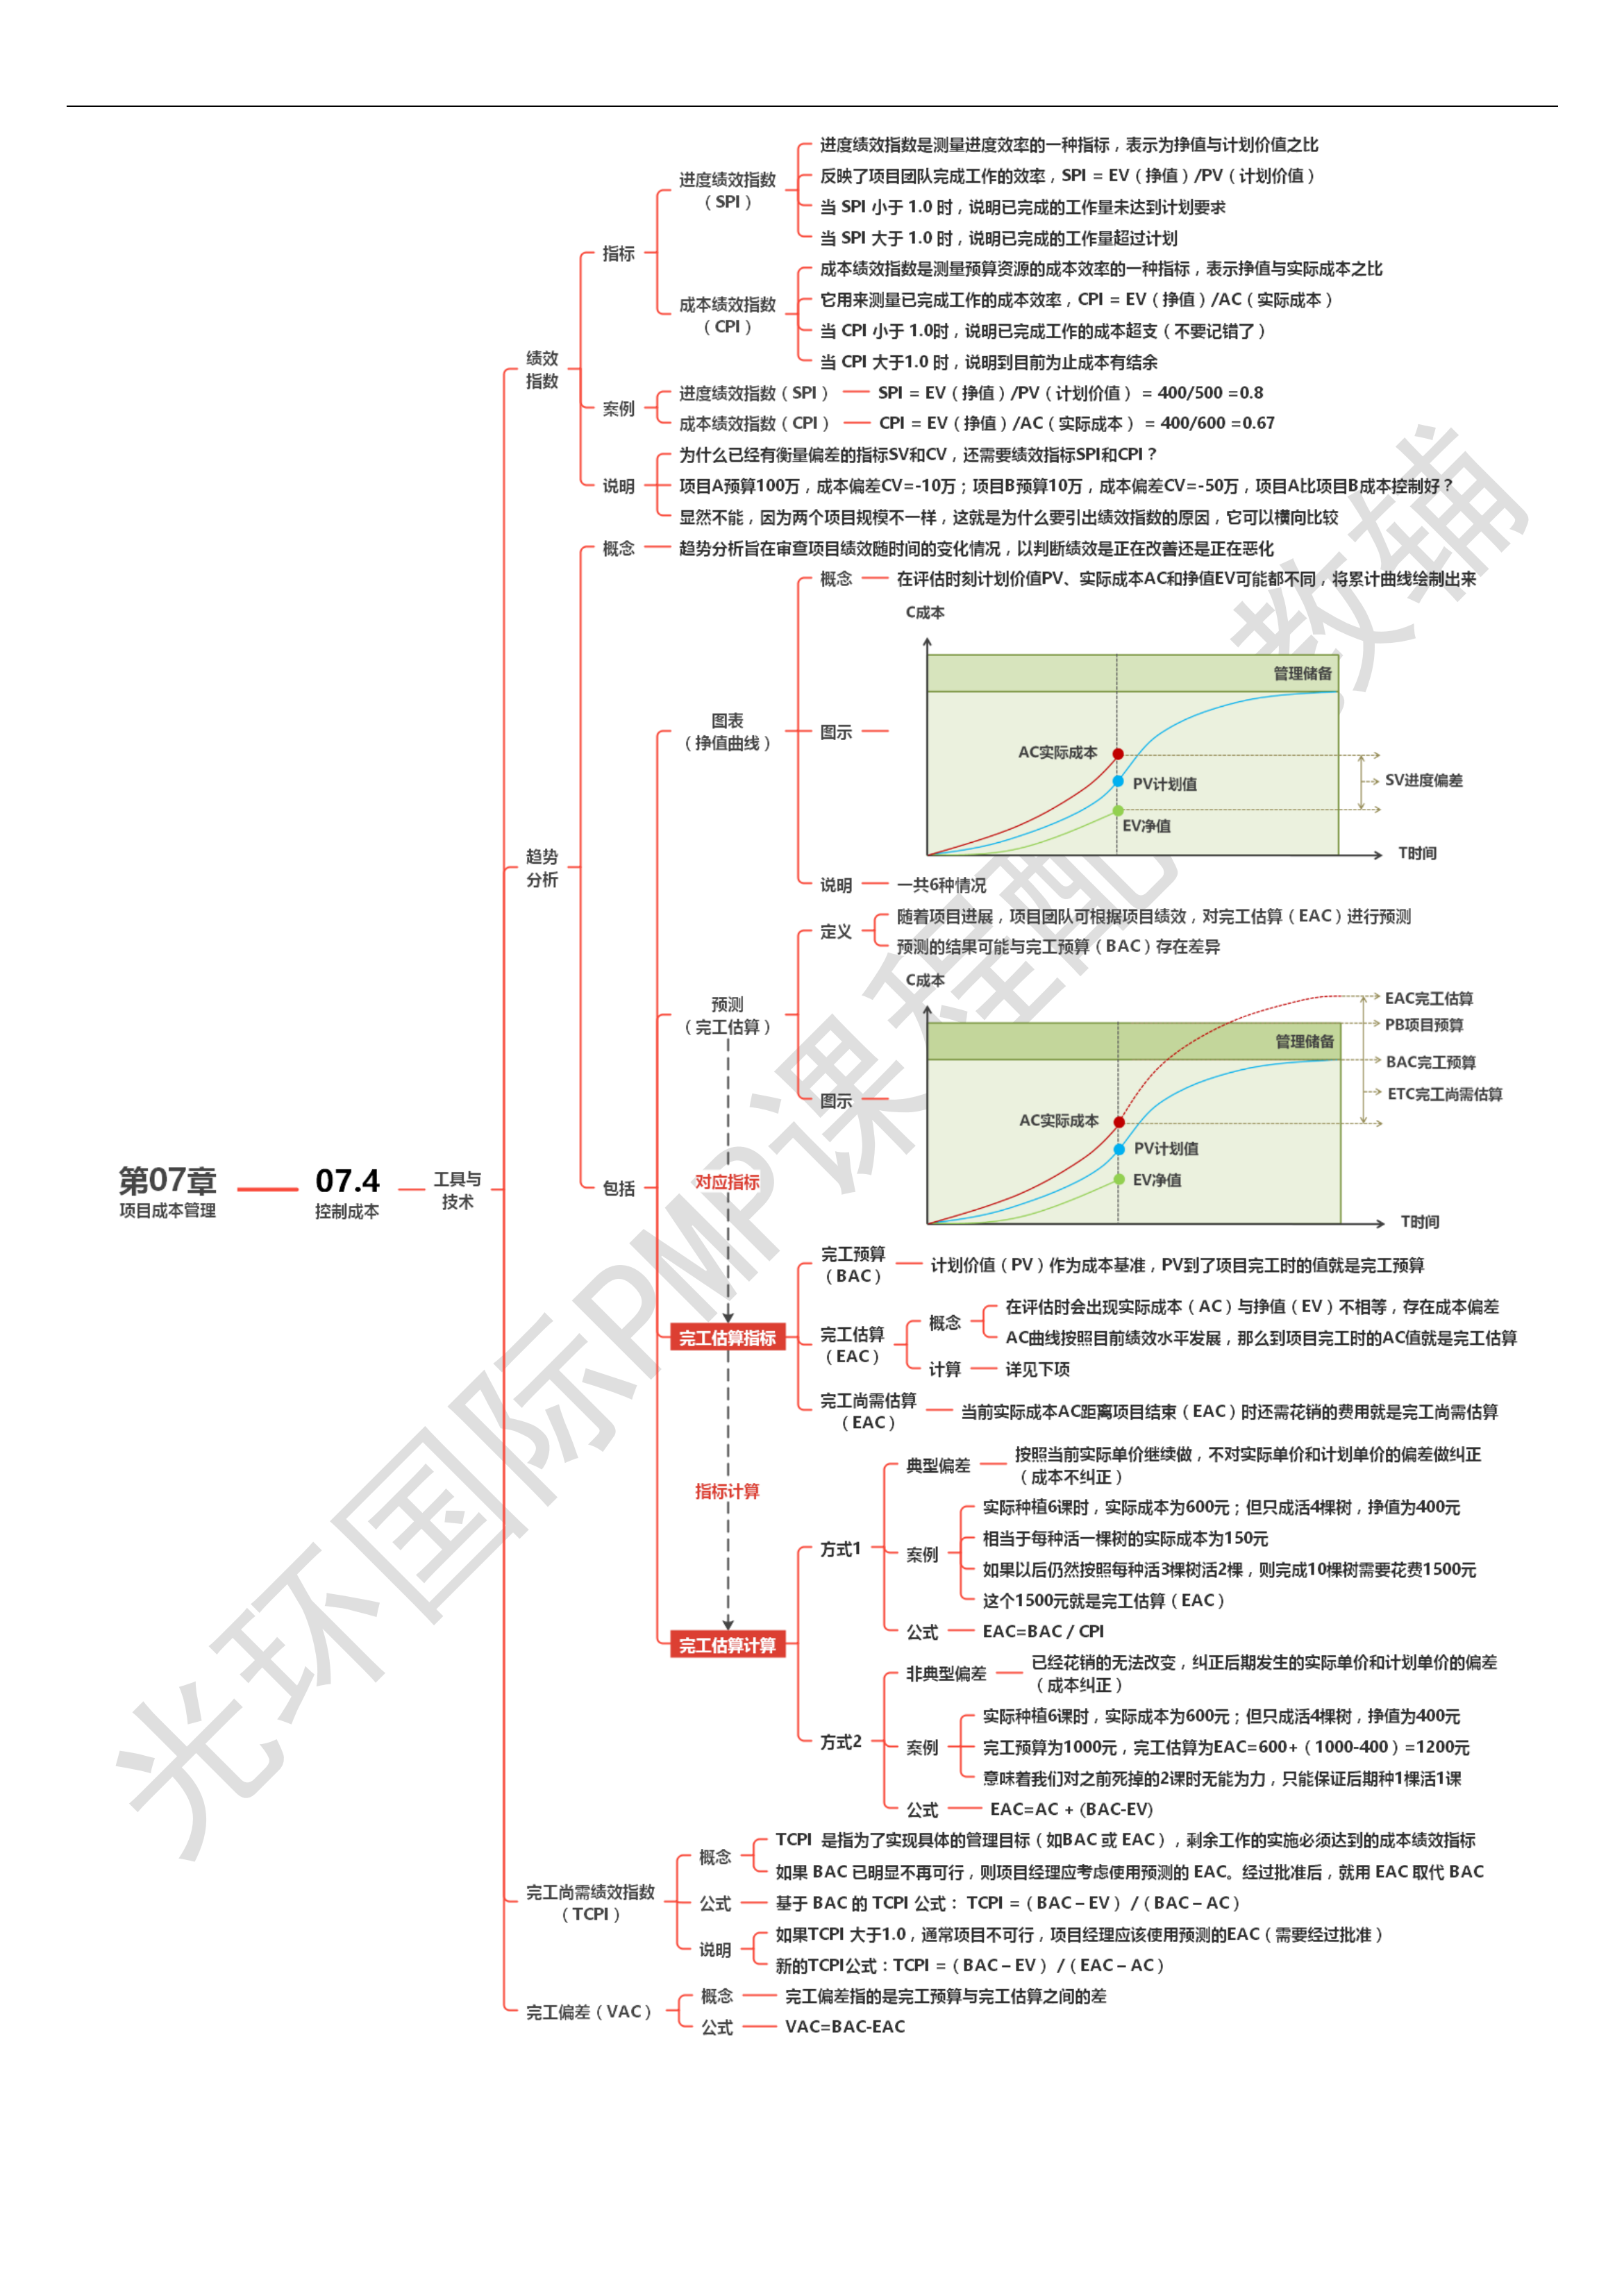 第07章
项目成本管理
07.4
控制成本
工具与
技术
绩效
指数
指标
进度绩效指数
（SPI）
进度绩效指数是测量进度效率的一种指标，表示为挣值与计划价值之比
反映了项目团队完成工作的效率，SPI = EV（挣值）/PV（计划价值）
当 SPI 小于 1.0 时，说明已完成的工作量未达到计划要求
当 SPI 大于 1.0 时，说明已完成的工作量超过计划
成本绩效指数
（CPI）
成本绩效指数是测量预算资源的成本效率的一种指标，表示挣值与实际成本之比
它用来测量已完成工作的成本效率，CPI = EV（挣值）/AC（实际成本）
当 CPI 小于 1.0时，说明已完成工作的成本超支（不要记错了）
当 CPI 大于1.0 时，说明到目前为止成本有结余
案例
进度绩效指数（SPI） SPI = EV（挣值）/PV（计划价值） = 400/500 =0.8
成本绩效指数（CPI） CPI = EV（挣值）/AC（实际成本） = 400/600 =0.67
说明
为什么已经有衡量偏差的指标SV和CV，还需要绩效指标SPI和CPI？
项目A预算100万，成本偏差CV=-10万；项目B预算10万，成本偏差CV=-50万，项目A比项目B成本控制好？
显然不能，因为两个项目规模不一样，这就是为什么要引出绩效指数的原因，它可以横向比较
趋势
分析
概念 趋势分析旨在审查项目绩效随时间的变化情况，以判断绩效是正在改善还是正在恶化
包括
图表
（挣值曲线）
概念 在评估时刻计划价值PV、实际成本AC和挣值EV可能都不同，将累计曲线绘制出来
图示
C成本
管理储备
AC实际成本
PV计划值
SV进度偏差
EV净值
T时间
说明 一共6种情况
预测
（完工估算）
定义
随着项目进展，项目团队可根据项目绩效，对完工估算（EAC）进行预测
预测的结果可能与完工预算（BAC）存在差异
图示
C成本
EAC完工估算
PB项目预算
管理储备
BAC完工预算
ETC完工尚需估算
AC实际成本
PV计划值
EV净值
T时间
对应指标
完工估算指标
完工预算
（BAC）
计划价值（PV）作为成本基准，PV到了项目完工时的值就是完工预算
完工估算
（EAC）
概念
在评估时会出现实际成本（AC）与挣值（EV）不相等，存在成本偏差
AC曲线按照目前绩效水平发展，那么到项目完工时的AC值就是完工估算
计算 详见下项
完工尚需估算
（EAC）
当前实际成本AC距离项目结束（EAC）时还需花销的费用就是完工尚需估算
指标计算
完工估算计算
方式1
典型偏差
按照当前实际单价继续做，不对实际单价和计划单价的偏差做纠正
（成本不纠正）
案例
实际种植6课时，实际成本为600元；但只成活4棵树，挣值为400元
相当于每种活一棵树的实际成本为150元
如果以后仍然按照每种活3棵树活2棵，则完成10棵树需要花费1500元
这个1500元就是完工估算（EAC）
公式 EAC=BAC / CPI
方式2
非典型偏差
已经花销的无法改变，纠正后期发生的实际单价和计划单价的偏差
（成本纠正）
案例
实际种植6课时，实际成本为600元；但只成活4棵树，挣值为400元
完工预算为1000元，完工估算为EAC=600+（1000-400）=1200元
意味着我们对之前死掉的2课时无能为力，只能保证后期种1棵活1课
公式 EAC=AC + (BAC-EV)
完工尚需绩效指数
（TCPI）
概念
TCPI 是指为了实现具体的管理目标（如BAC 或 EAC），剩余工作的实施必须达到的成本绩效指标
如果 BAC 已明显不再可行，则项目经理应考虑使用预测的 EAC。经过批准后，就用 EAC 取代 BAC
公式 基于 BAC 的 TCPI 公式： TCPI =（BAC – EV） /（BAC – AC）
说明
如果TCPI 大于1.0，通常项目不可行，项目经理应该使用预测的EAC（需要经过批准）
新的TCPI公式：TCPI =（BAC – EV） /（EAC – AC）
完工偏差（VAC）
概念 完工偏差指的是完工预算与完工估算之间的差
公式 VAC=BAC-EAC
光环国际PMP课程配 教辅